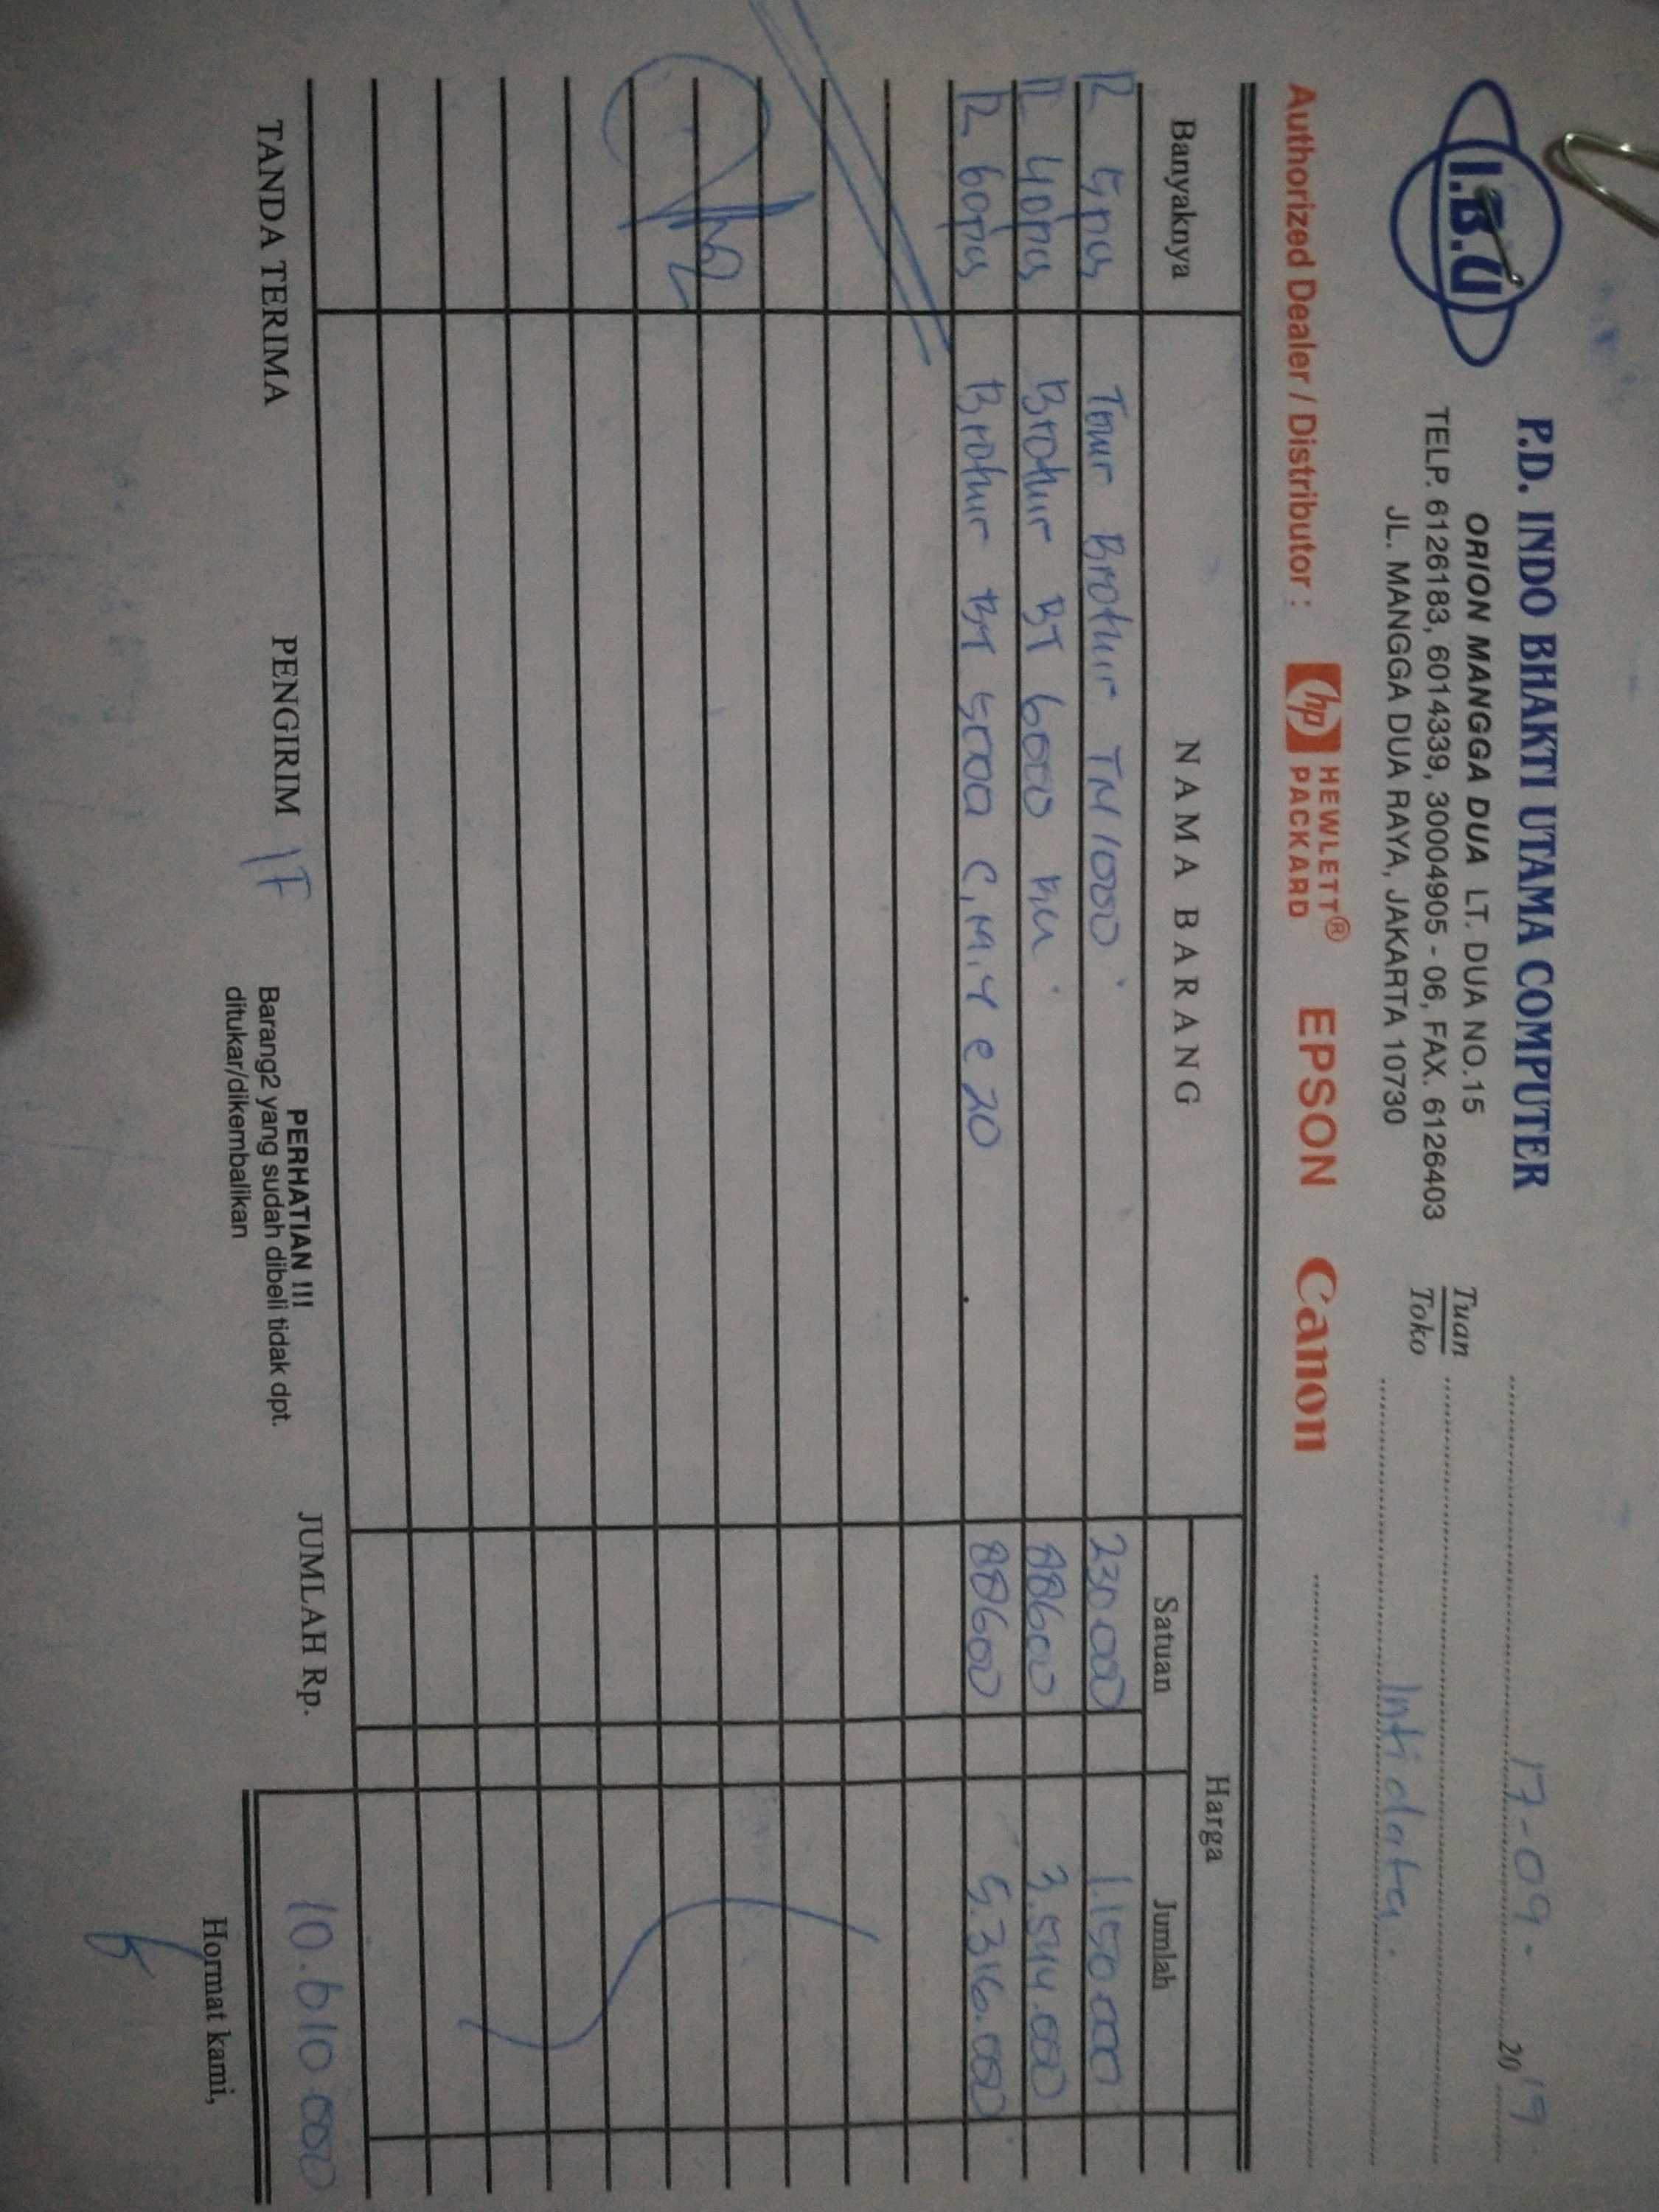 I.B.U
P.D. INDO BHAKTI UTAMA COMPUTER
ORION MANGGA DUA LT. DUA NO.15
TELP. 6126183, 6014339, 30004905 - 06, FAX. 6126403
JL. MANGGA DUA RAYA, JAKARTA 10730
17-09- 2019
Tuan
Toko
Inti data
Authorized Dealer / Distributor : hp HEWLETT® PACKARD EPSON Canon
Banyaknya NAMA BARANG Harga
Satuan Jumlah
5 pcs Toner Brother TN 1000 230.000 1.150.000
40 pcs Brother BT 6000 88600 3.544.000
60 pcs Brother BT 5000 C,M,Y @ 20 88600 5.316.000
TANDA TERIMA PENGIRIM JUMLAH Rp. 10.010.000
PERHATIAN !!!
Barang2 yang sudah dibeli tidak dpt.
ditukar/dikembalikan
Hormat kami,